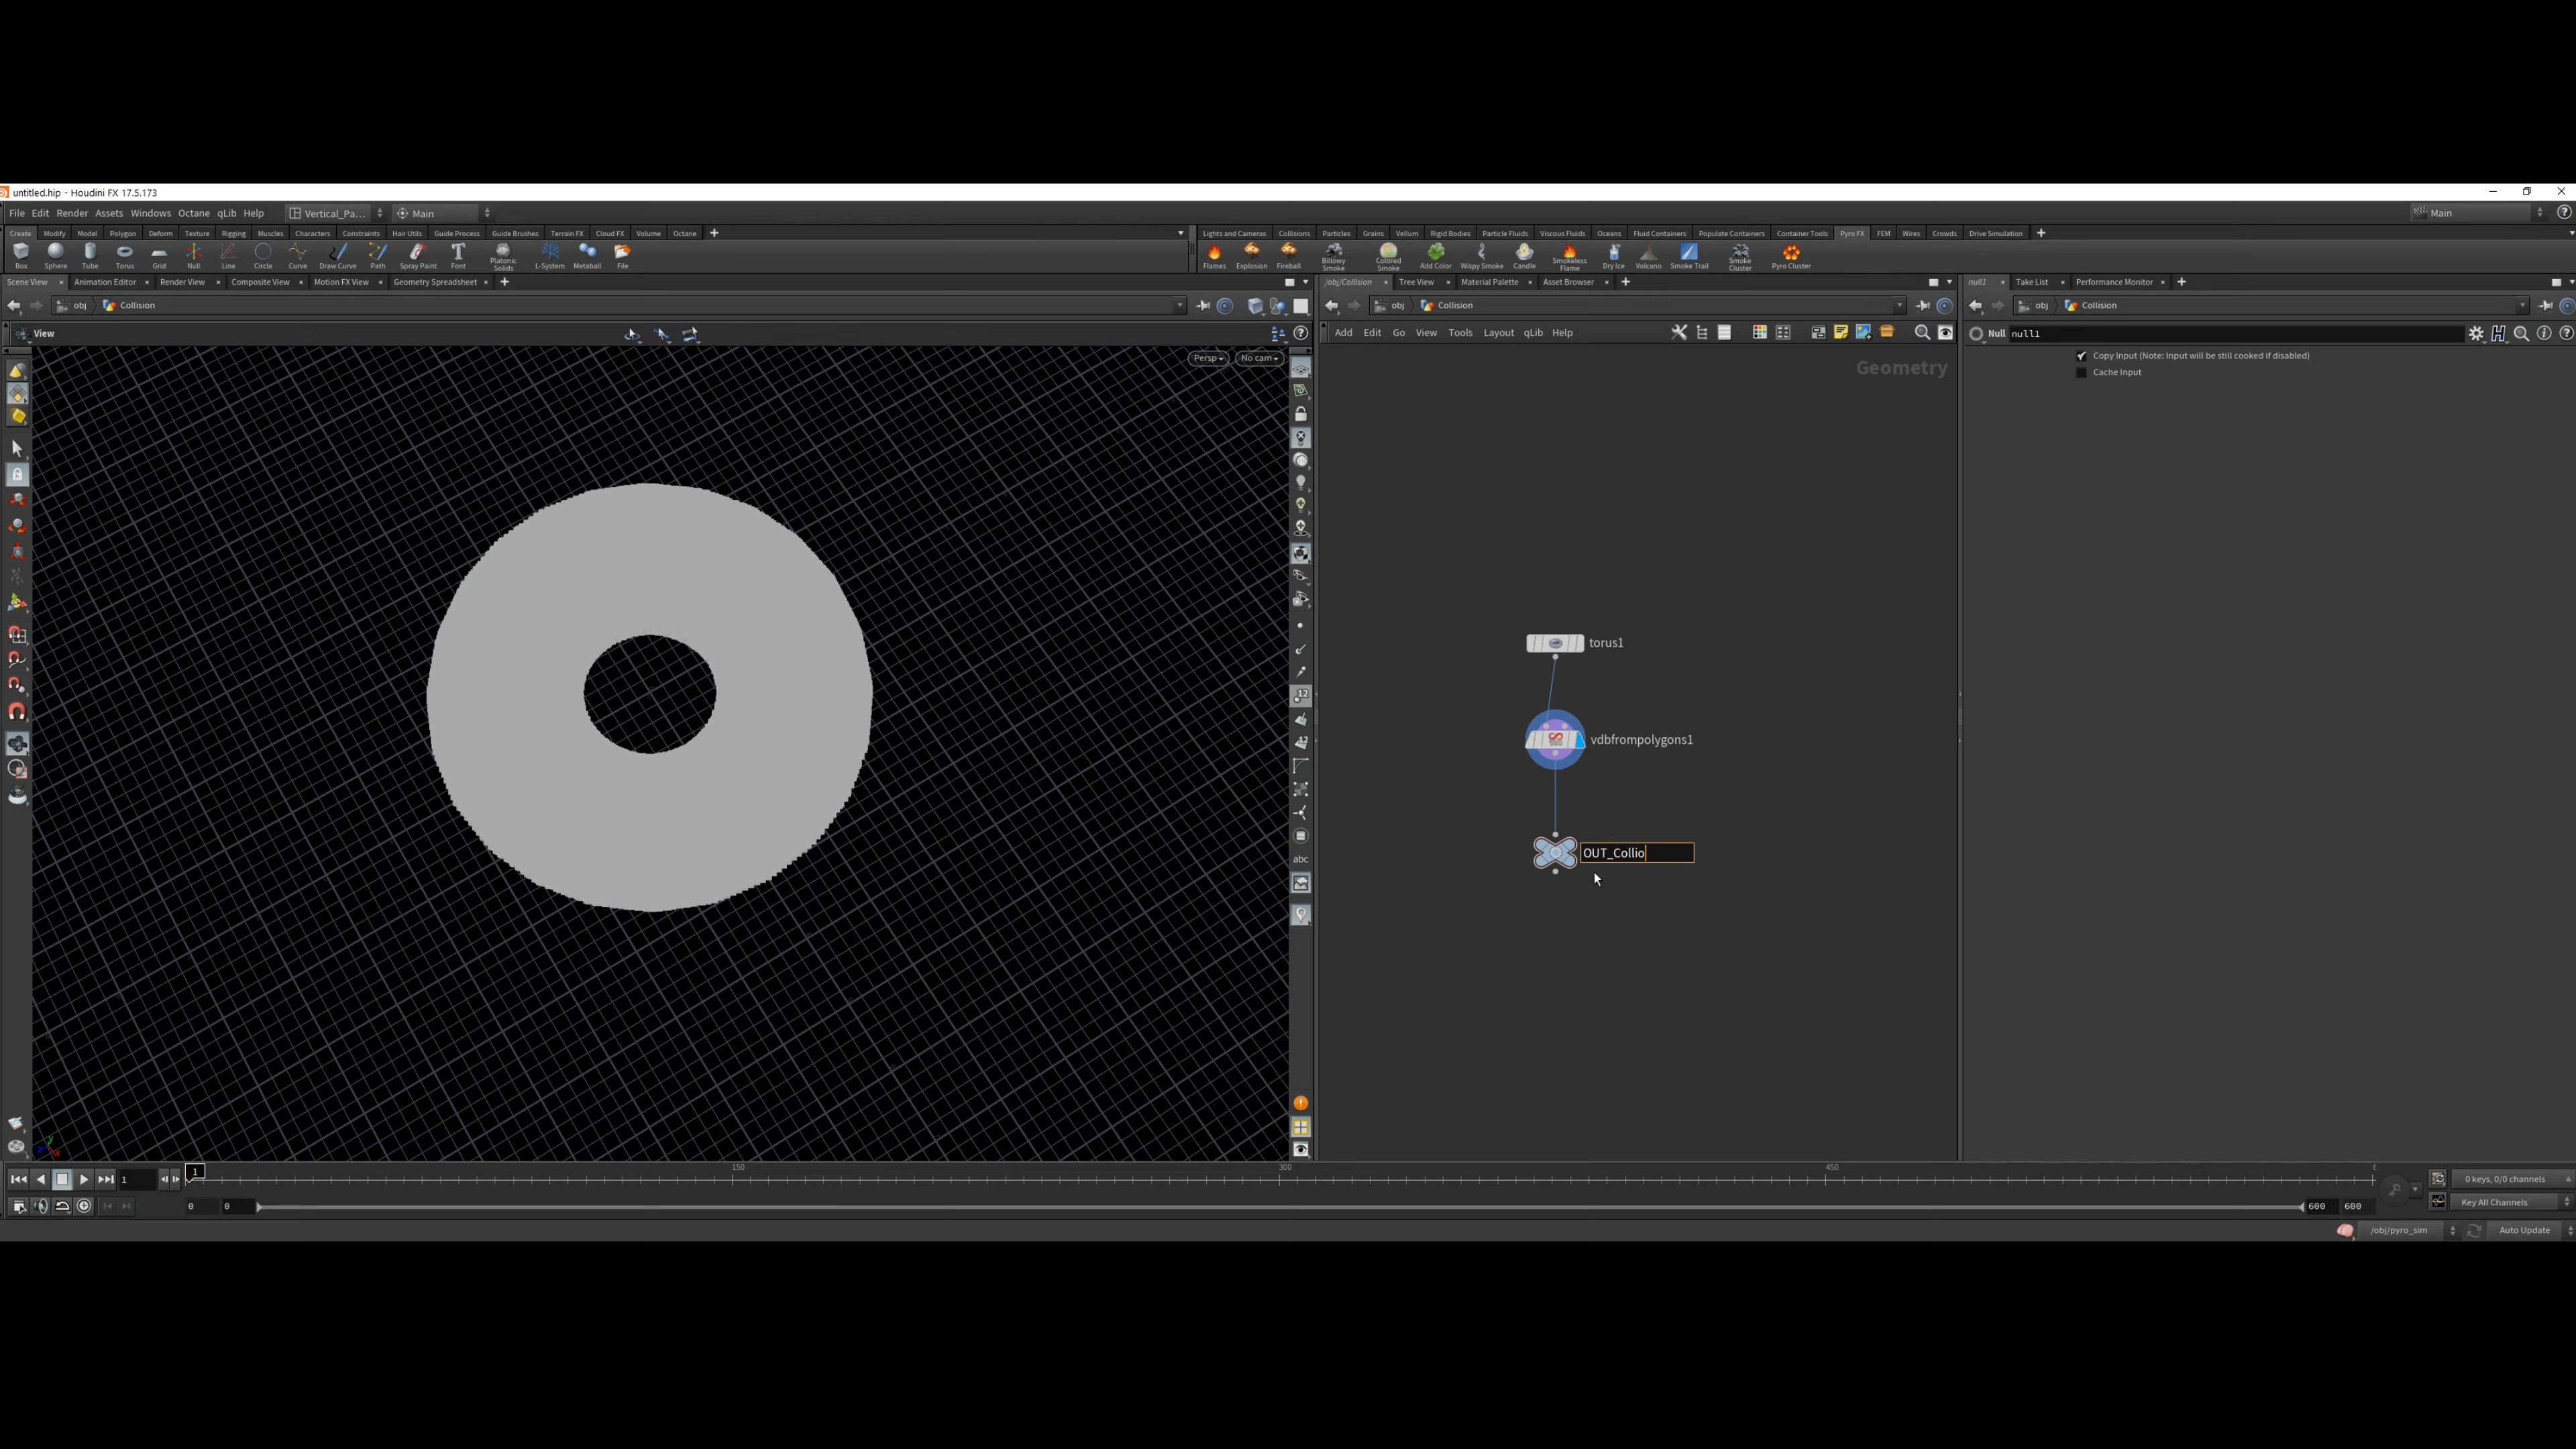 untitled.hip - Houdini FX 17.5.173
File Edit Render Assets Windows Octane qLib Help Vertical_Pa... Main Main
Create Modify Model Polygon Deform Texture Rigging Muscles Characters Constraints Hair Utils Guide Process Guide Brushes Terrain FX Cloud FX Volume Octane
Lights and Cameras Collisions Particles Grains Vellum Rigid Bodies Particle Fluids Viscous Fluids Oceans Fluid Containers Populate Containers Container Tools Pyro FX FEM Wires Crowds Drive Simulation
Box Sphere Tube Torus Grid Null Line Circle Curve Draw Curve Path Spray Paint Font Platonic Solids L-System Metaball File
Flames Explosion Fireball Billowy Smoke Colored Smoke Add Color Wispy Smoke Candle Smokeless Flame Dry Ice Volcano Smoke Trail Smoke Cluster Pyro Cluster
Scene View Animation Editor Render View Composite View Motion FX View Geometry Spreadsheet
/obj/Collision Tree View Material Palette Asset Browser
null1 Take List Performance Monitor
obj Collision
obj Collision
obj Collision
View
Add Edit Go View Tools Layout qLib Help
Null null1
Persp No cam
Copy Input (Note: Input will be still cooked if disabled)
Cache Input
Geometry
torus1
vdbfrompolygons1
OUT_Collio
12
12
abc
y
x
1
1
150
300
450
0 keys, 0/0 channels
0 0 600 600
Key All Channels
/obj/pyro_sim Auto Update